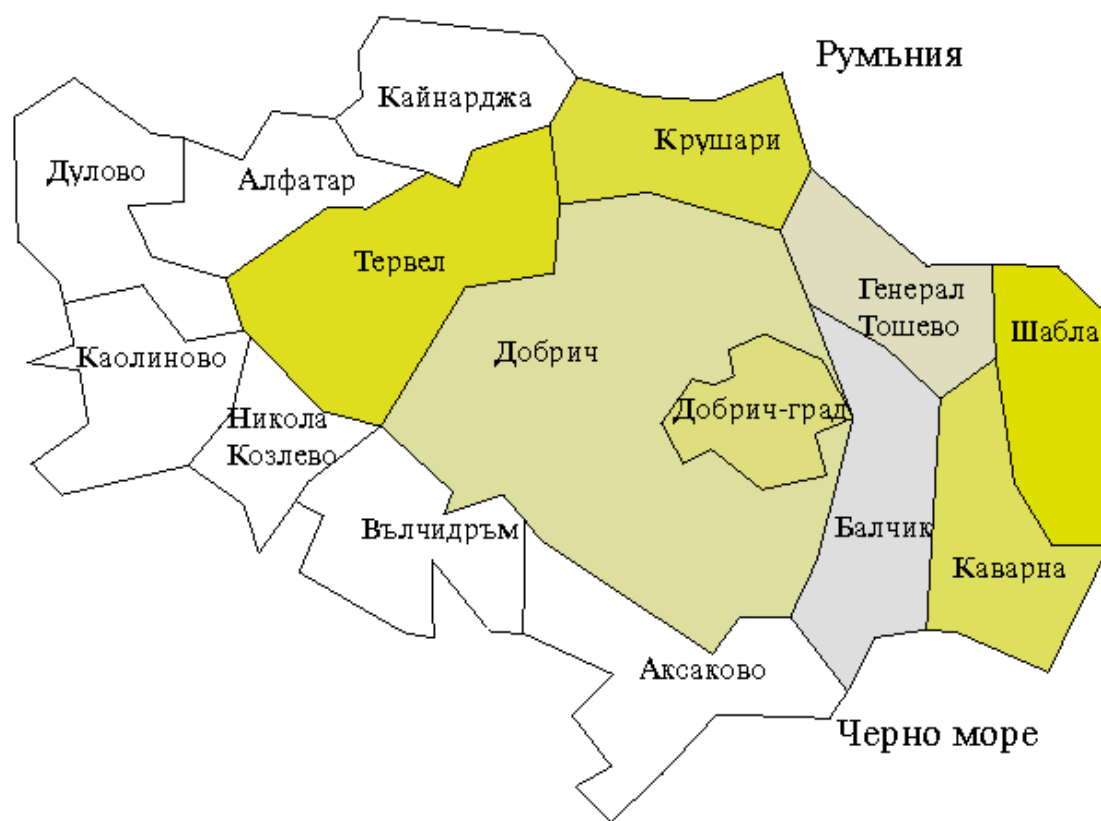 Румъния
Кайнарджа
Крушари
Дулово
Алфатар
Тервел
Генерал
Тошево
Шабла
Добрич
Каолиново
Добрич-град
Никола
Козлево
Вълчидръм
Балчик
Каварна
Аксаково
Черно море